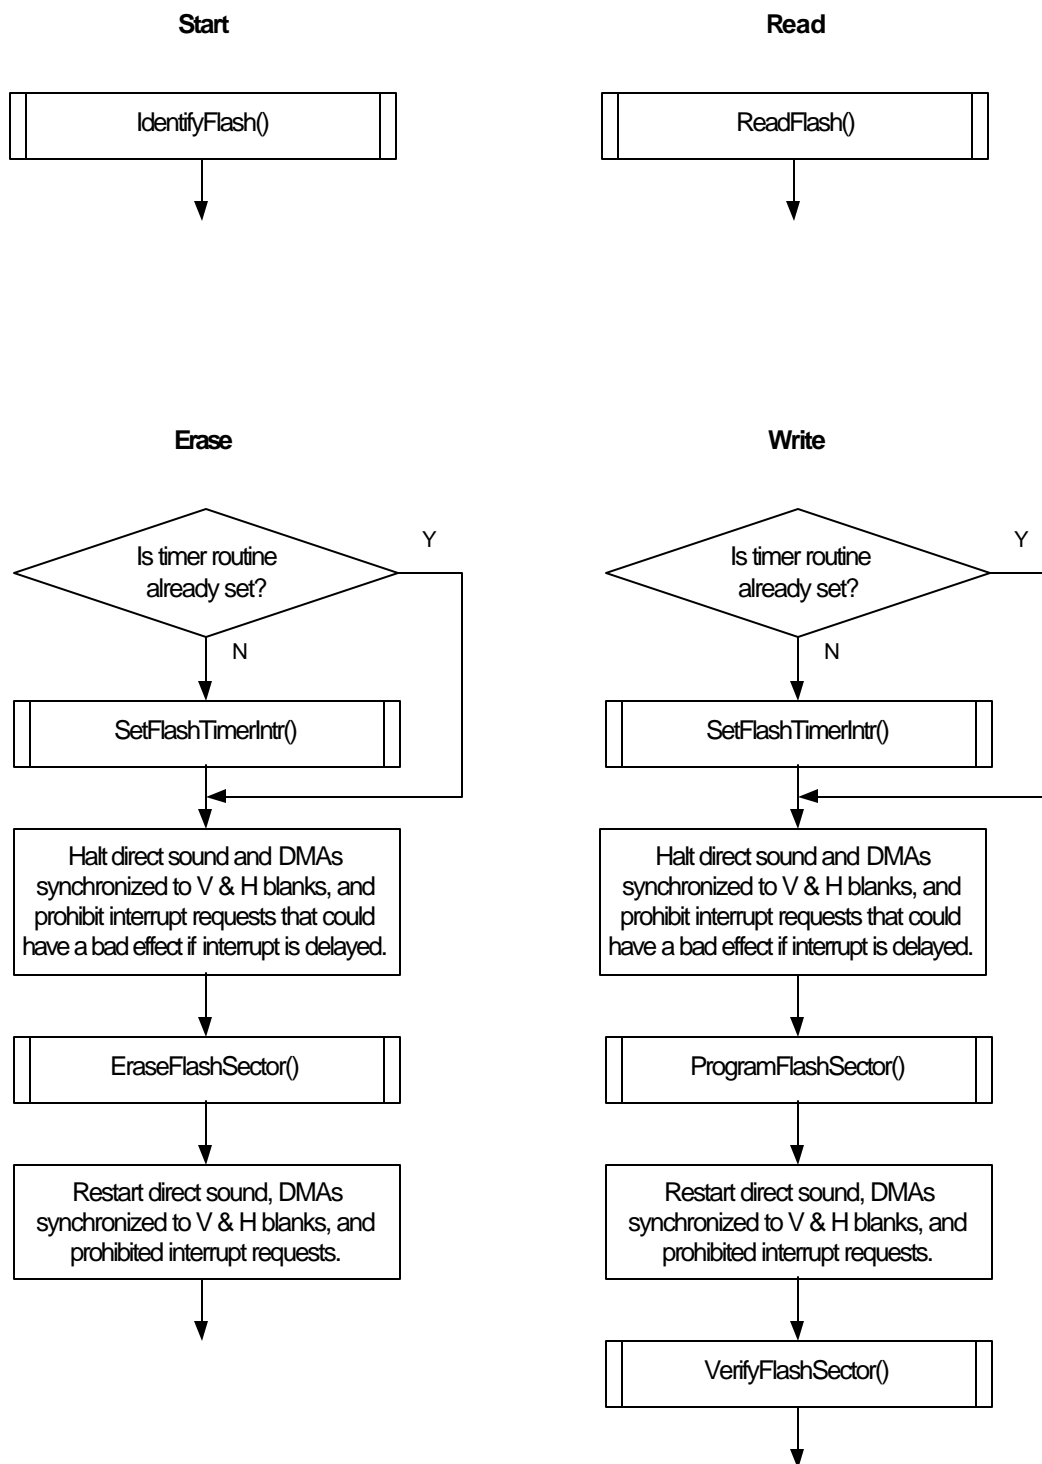 Start
IdentifyFlash()
Read
ReadFlash()
Erase
Is timer routine
already set?
Y
N
SetFlashTimerIntr()
Halt direct sound and DMAs
synchronized to V & H blanks, and
prohibit interrupt requests that could
have a bad effect if interrupt is delayed.
EraseFlashSector()
Restart direct sound, DMAs
synchronized to V & H blanks, and
prohibited interrupt requests.
Write
Is timer routine
already set?
Y
N
SetFlashTimerIntr()
Halt direct sound and DMAs
synchronized to V & H blanks, and
prohibit interrupt requests that could
have a bad effect if interrupt is delayed.
ProgramFlashSector()
Restart direct sound, DMAs
synchronized to V & H blanks, and
prohibited interrupt requests.
VerifyFlashSector()